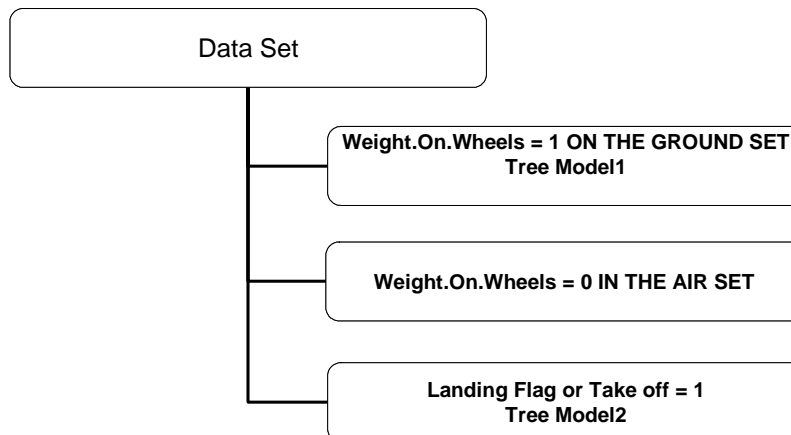 Data Set
Weight.On.Wheels = 1 ON THE GROUND SET
Tree Model1
Weight.On.Wheels = 0 IN THE AIR SET
Landing Flag or Take off = 1
Tree Model2